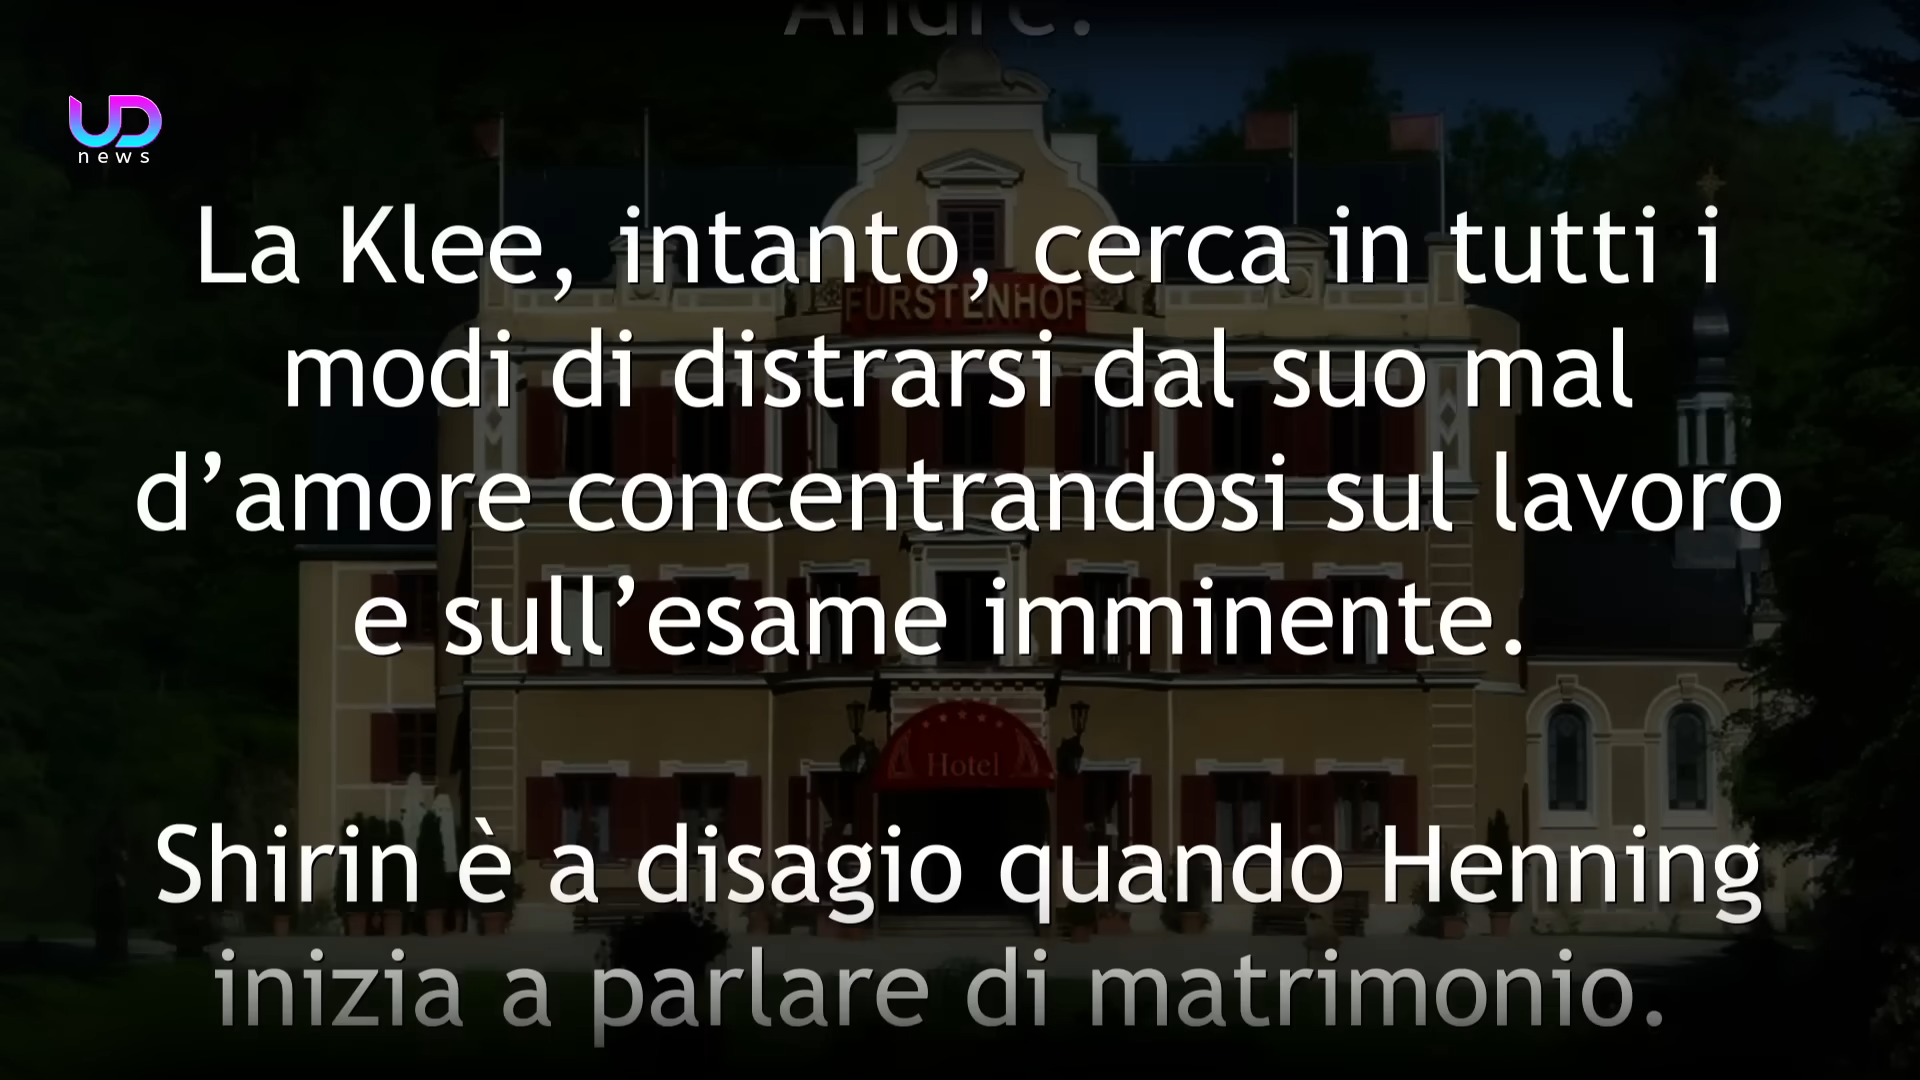 André.
UD
news
La Klee, intanto, cerca in tutti i
FÜRSTENHOF
modi di distrarsi dal suo mal
d’amore concentrandosi sul lavoro
e sull’esame imminente.
Hotel
Shirin è a disagio quando Henning
inizia a parlare di matrimonio.